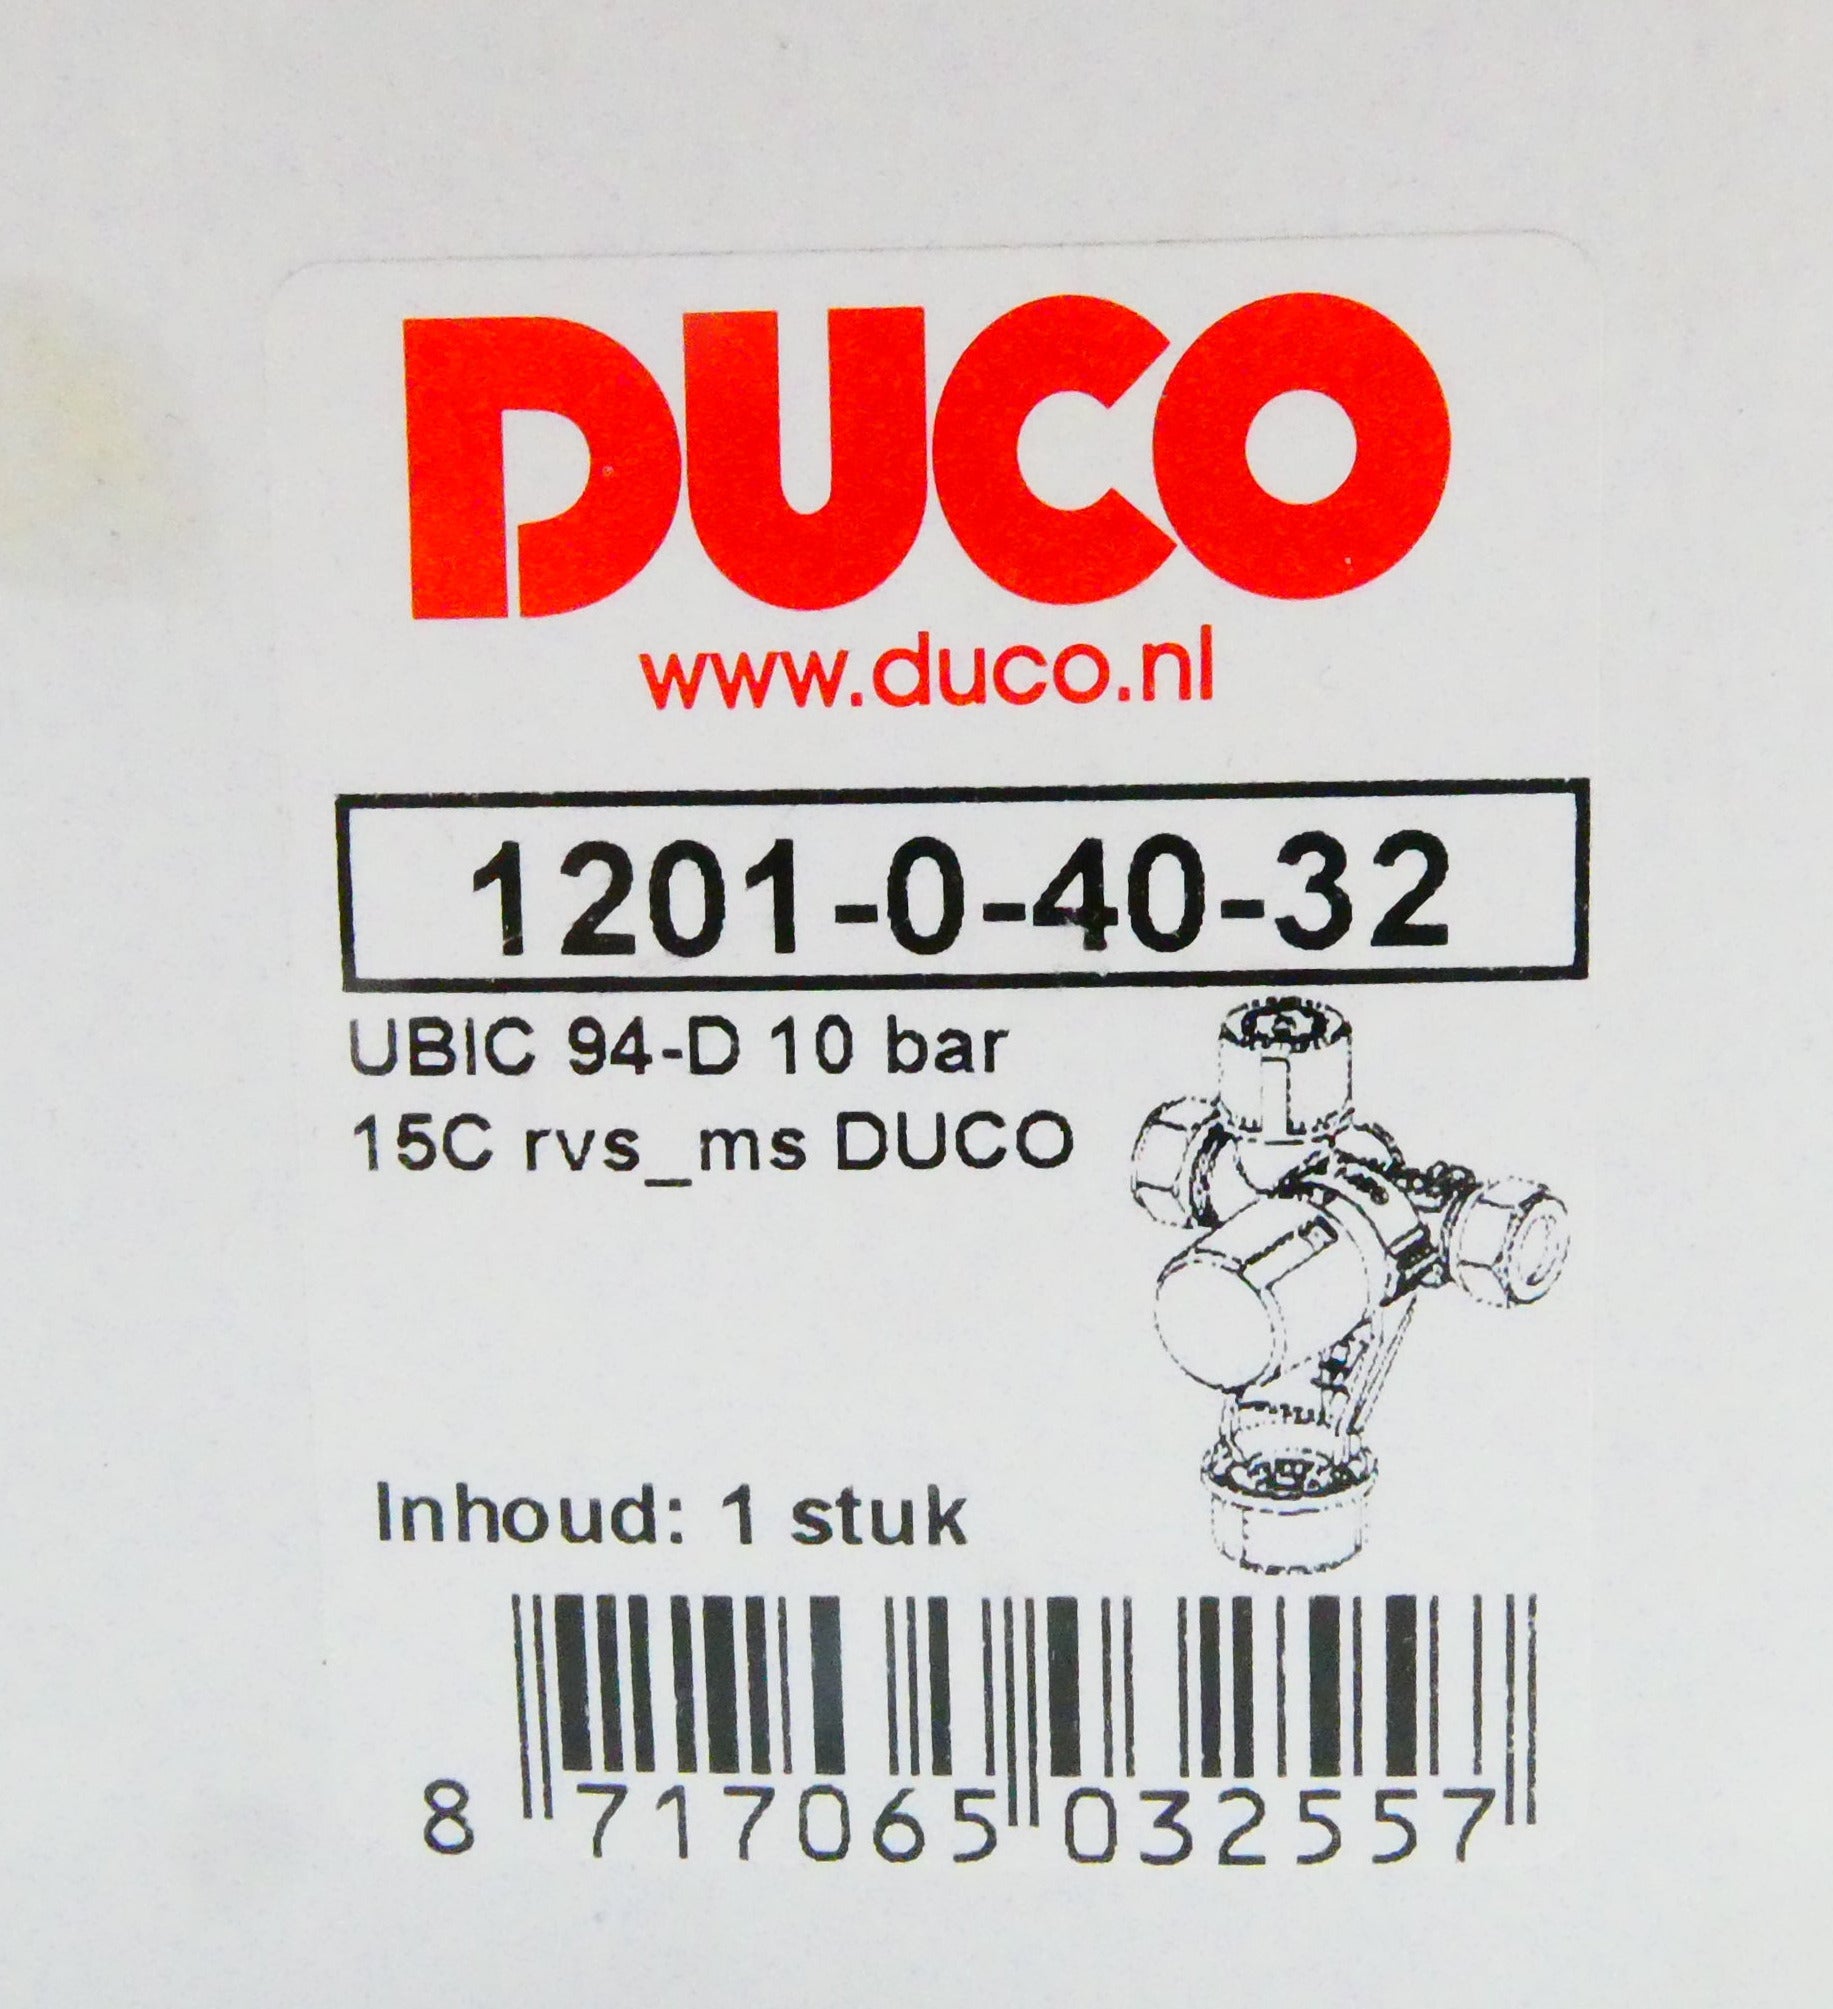 DUCO
www.duco.nl
1201-0-40-32
UBIC 94-D 10 bar
15C rvs_ms DUCO
Inhoud: 1 stuk
8 717065 032557